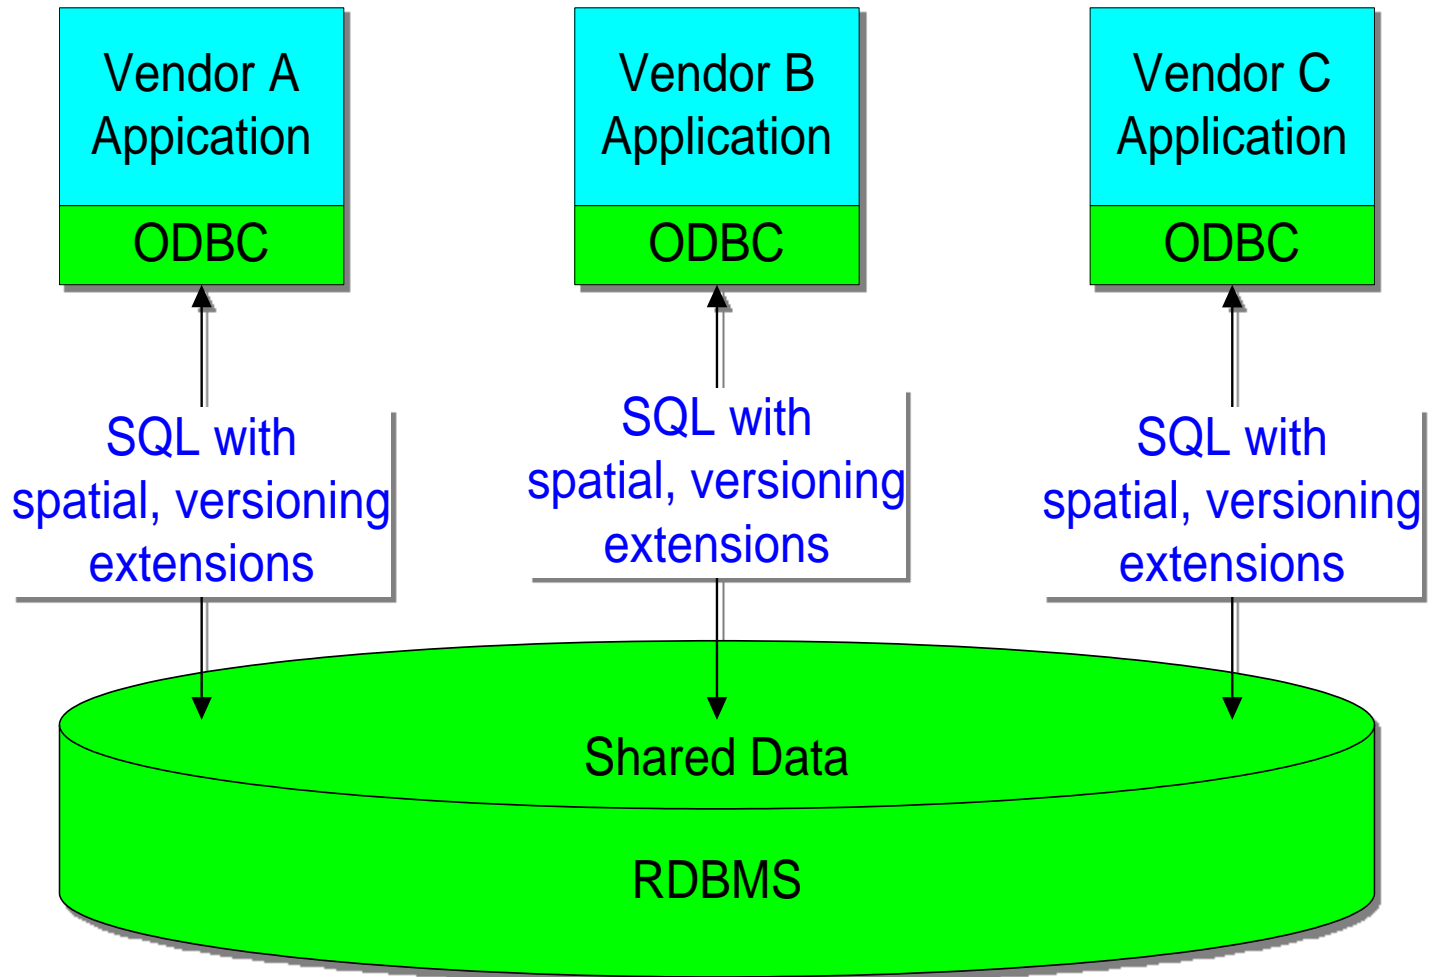 Vendor A
Appication
ODBC
Vendor B
Application
ODBC
Vendor C
Application
ODBC
SQL with
spatial, versioning
extensions
SQL with
spatial, versioning
extensions
SQL with
spatial, versioning
extensions
Shared Data
RDBMS